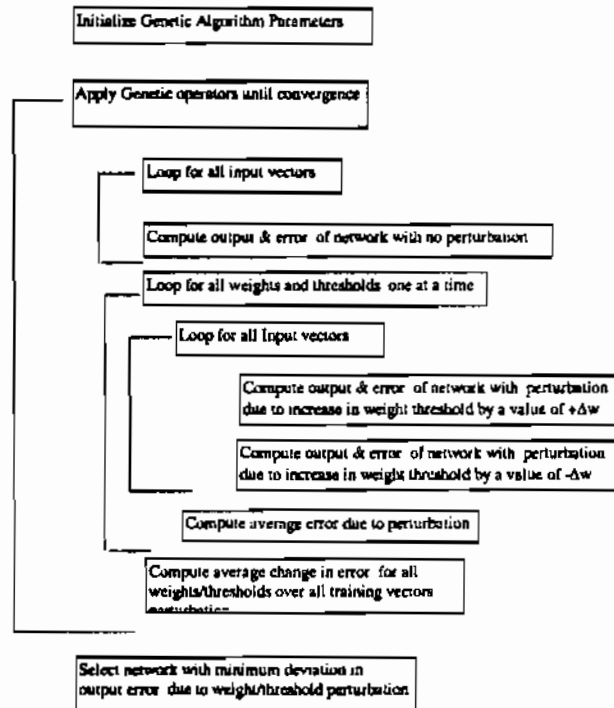 Initialize Genetic Algorithm Parameters
Apply Genetic operators until convergence
Loop for all input vectors
Compute output & error of network with no perturbation
Loop for all weights and thresholds one at a time
Loop for all Input vectors
Compute output & error of network with perturbation
due to increase in weight threshold by a value of +Δw
Compute output & error of network with perturbation
due to increase in weight threshold by a value of -Δw
Compute average error due to perturbation
Compute average change in error for all
weights/thresholds over all training vectors
perturbation
Select network with minimum deviation in
output error due to weight/threshold perturbation